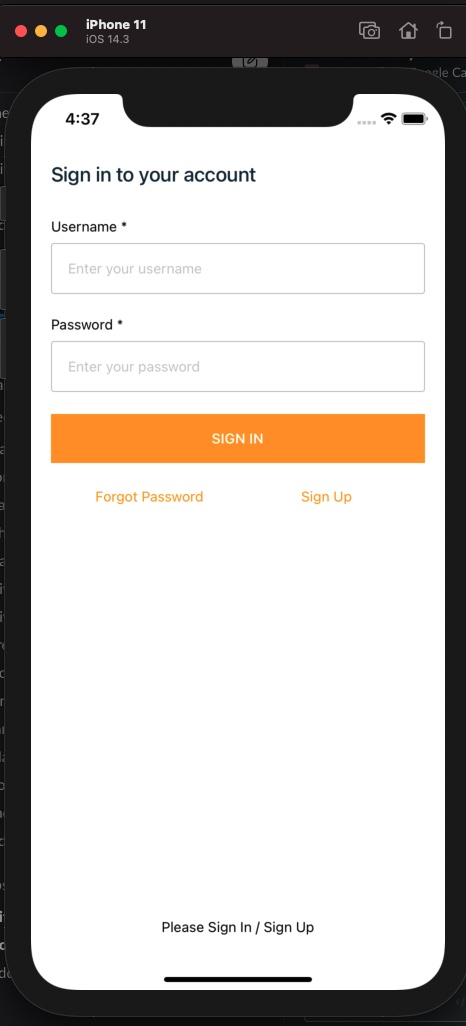 iPhone 11
iOS 14.3
4:37
Sign in to your account
Username *
Enter your username
Password *
Enter your password
SIGN IN
Forgot Password Sign Up
Please Sign In / Sign Up